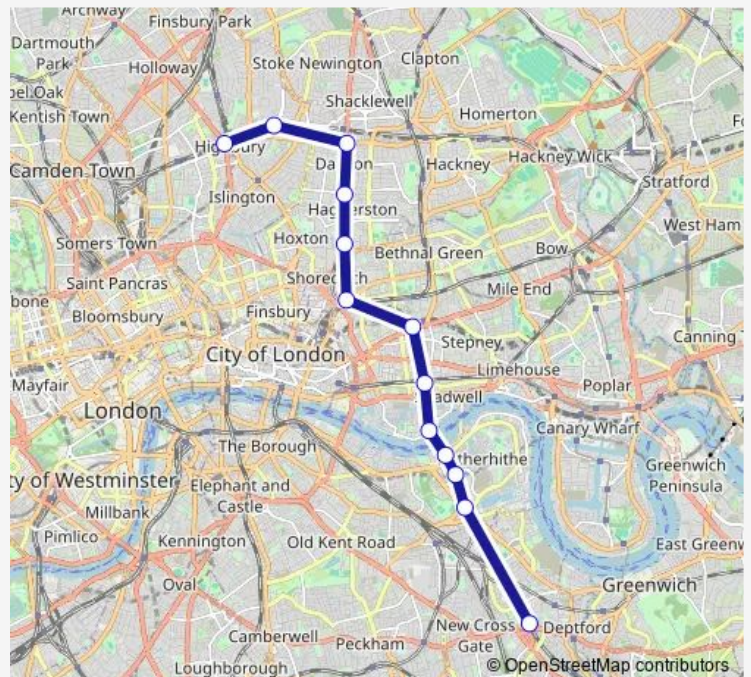 Archway
Finsbury Park
Dartmouth
Park
Holloway
Stoke Newington
Clapton
Shacklewell
Kentish Town
Homerton
Camden Town
Hackney
Hackney Wick
Islington
Stratford
West Ham
Somers Town
Hoxton
Bethnal Green
Bow
Saint Pancras
Mile End
Bloomsbury
Finsbury
City of London
Stepney
Canning
Limehouse
Poplar
Mayfair
London
Canary Wharf
The Borough
Greenwich
Peninsula
ty of Westminster
Elephant and
Castle
Millbank
Pimlico
Kennington
Old Kent Road
East Greenw
Oval
Greenwich
New Cross
Gate
Deptford
Camberwell
Peckham
Loughborough
© OpenStreetMap contributors